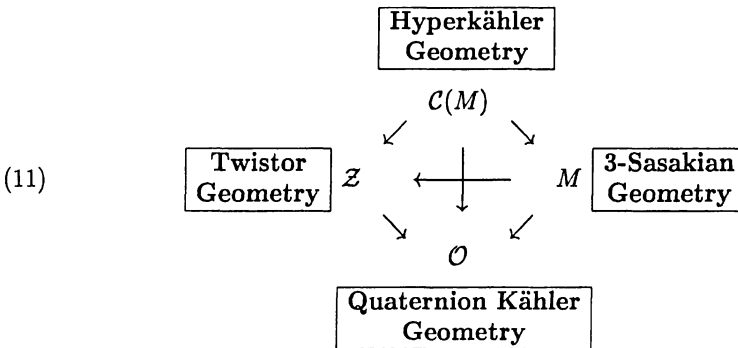 Hyperkähler
Geometry
𝒞(M)
(11)
Twistor
Geometry
𝒵
M
3-Sasakian
Geometry
𝒪
Quaternion Kähler
Geometry